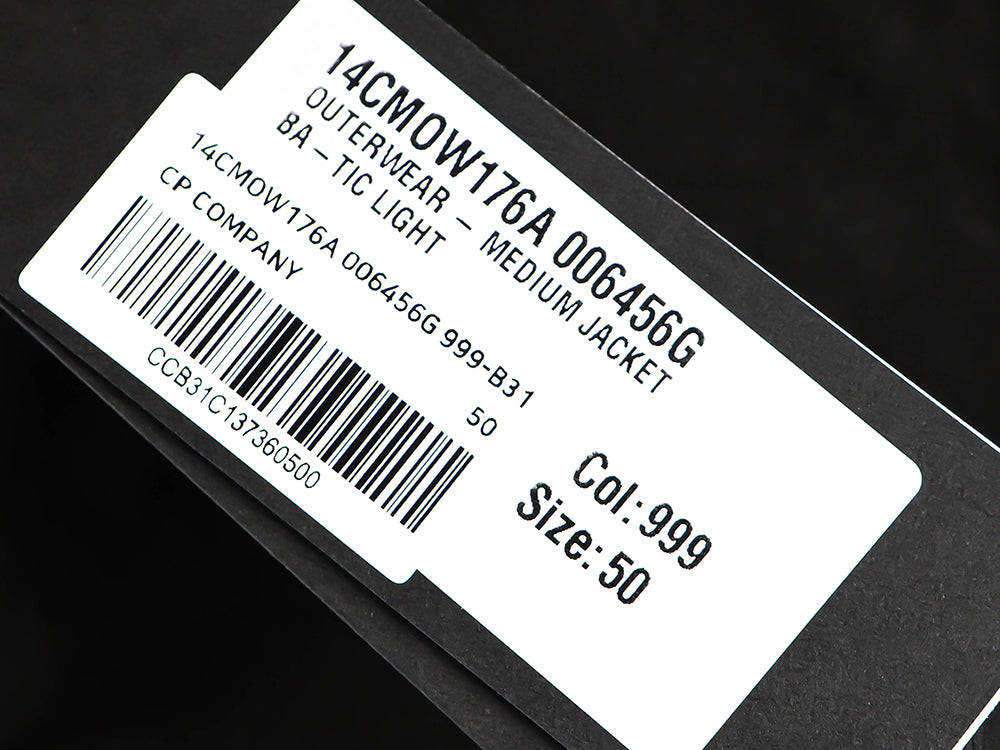 14CMOW176A 006456G
OUTERWEAR – MEDIUM JACKET
BA – TIC LIGHT
14CMOW176A 006456G 999-B31
CP COMPANY
50
CCB31C137360500
Col: 999
Size: 50